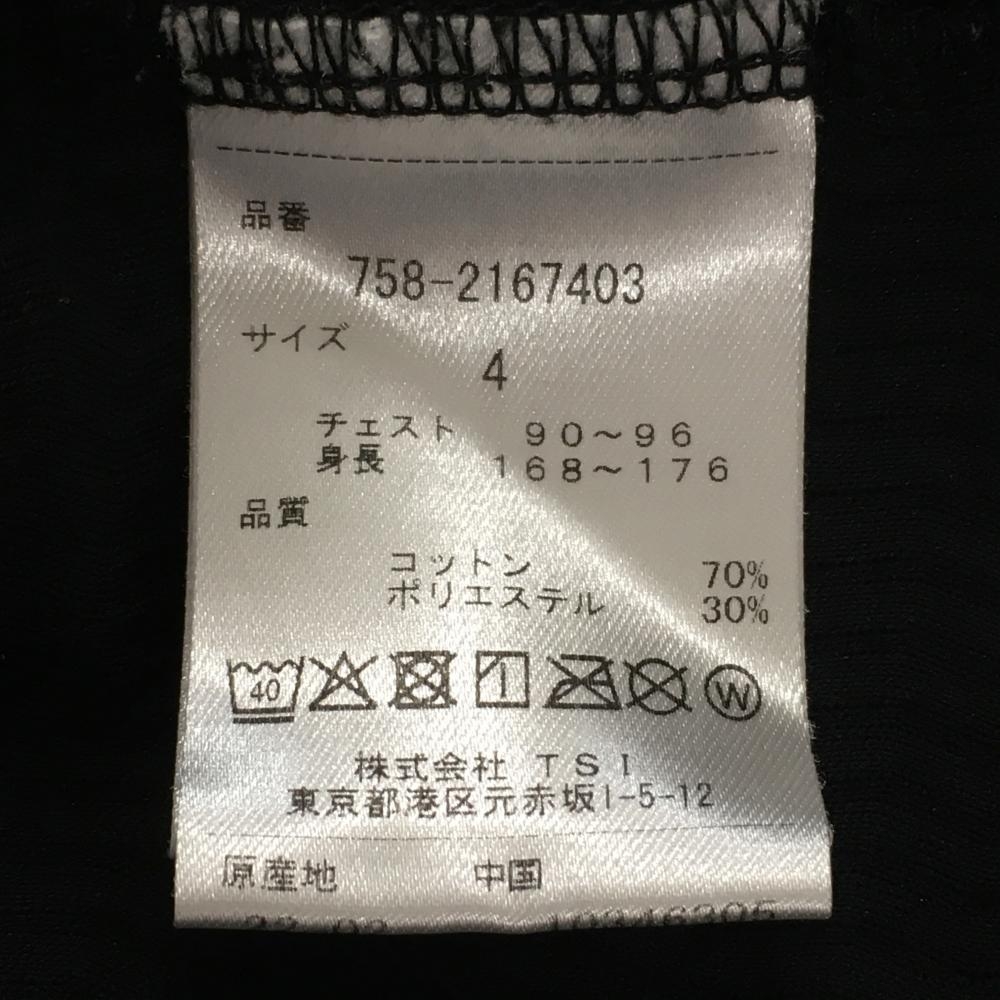 品番
758-2167403
サイズ
4
チェスト 90~96
身長 168~176
品質
コットン 70%
ポリエステル 30%
40
W
株式会社 TSI
東京都港区元赤坂1-5-12
原産地 中国